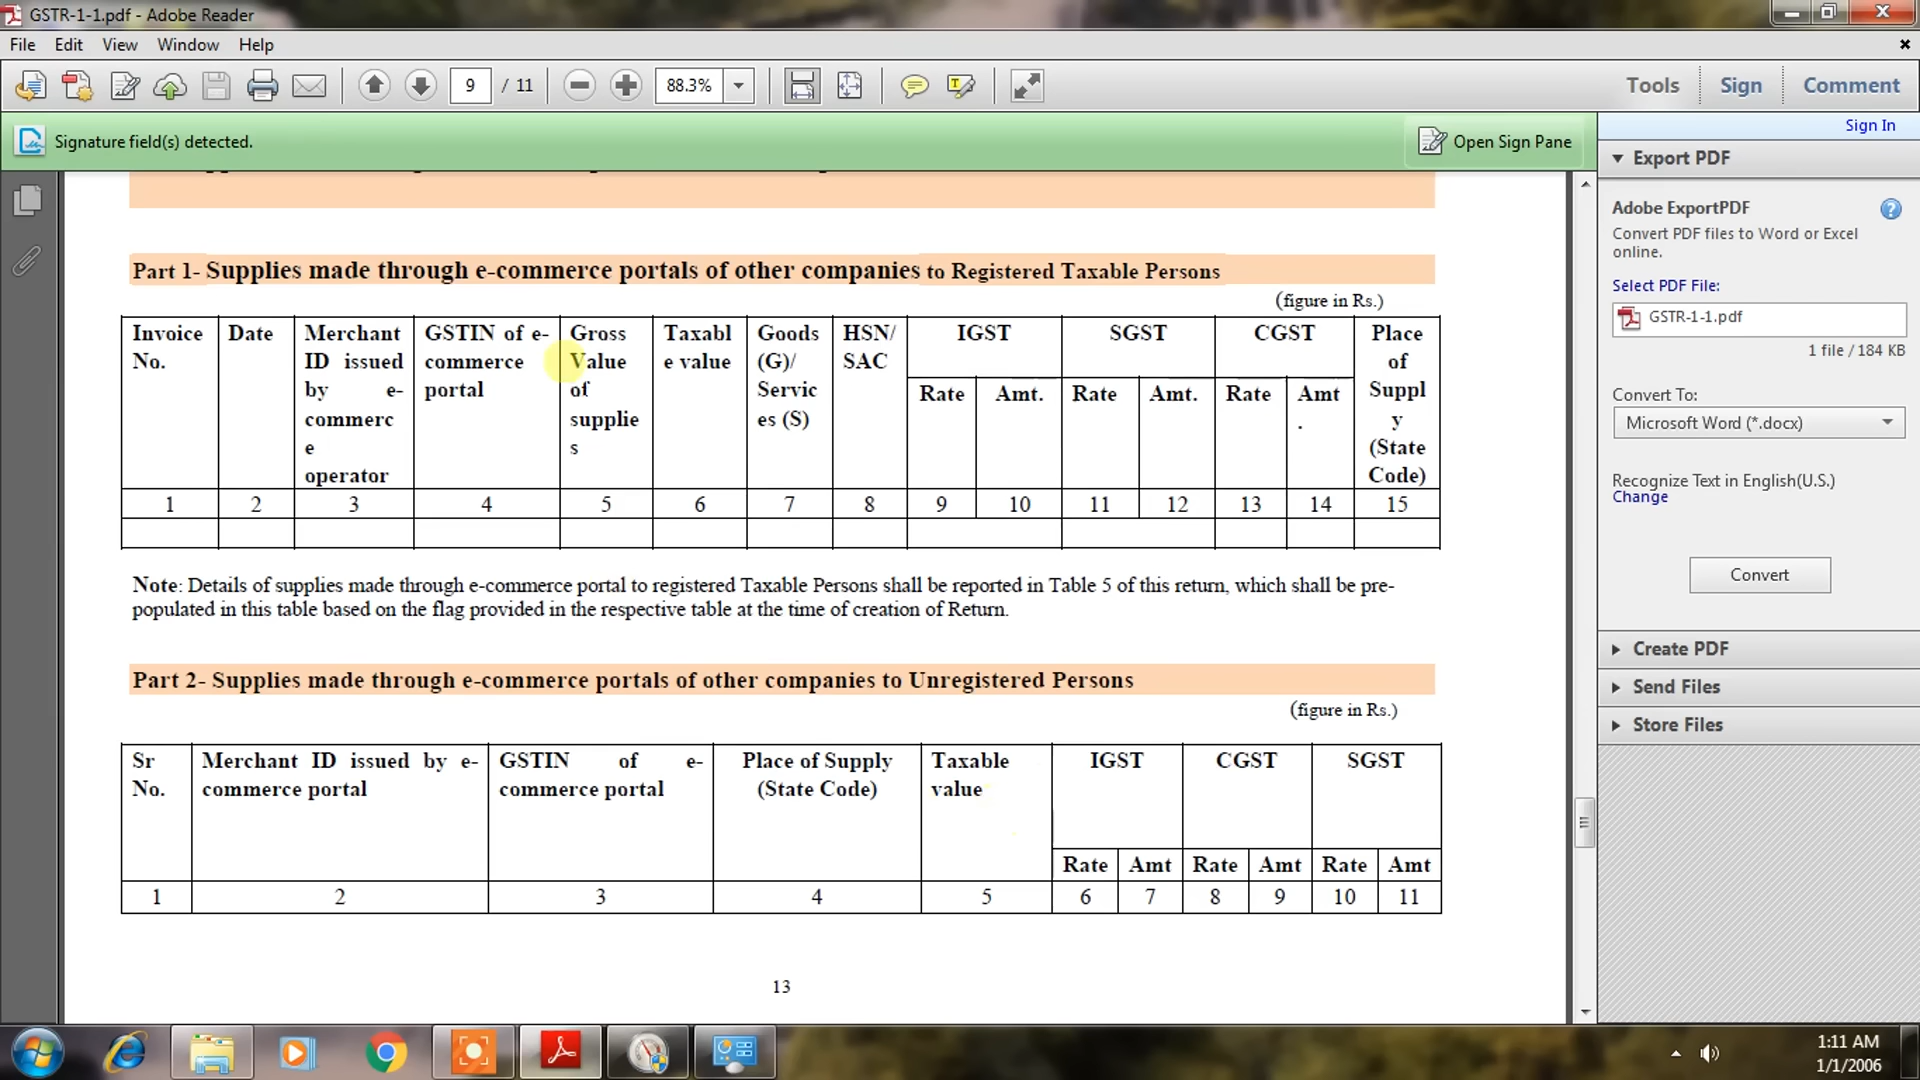 GSTR-1-1.pdf - Adobe Reader
File Edit View Window Help
9 / 11 88.3% Tools Sign Comment
Signature field(s) detected. Open Sign Pane
Sign In
Export PDF
Adobe ExportPDF
Convert PDF files to Word or Excel
online.
Select PDF File:
GSTR-1-1.pdf
1 file / 184 KB
Convert To:
Microsoft Word (*.docx)
Recognize Text in English(U.S.)
Change
Convert
Create PDF
Send Files
Store Files
Part 1- Supplies made through e-commerce portals of other companies to Registered Taxable Persons
(figure in Rs.)
Invoice
No.
Date
Merchant
ID issued
by e-
commerc
e
operator
GSTIN of e-
commerce
portal
Gross
Value
of
supplie
s
Taxabl
e value
Goods
(G)/
Servic
es (S)
HSN/
SAC
IGST SGST CGST
Rate Amt. Rate Amt. Rate Amt
.
Place
of
Suppl
y
(State
Code)
1 2 3 4 5 6 7 8 9 10 11 12 13 14 15
Note: Details of supplies made through e-commerce portal to registered Taxable Persons shall be reported in Table 5 of this return, which shall be pre-
populated in this table based on the flag provided in the respective table at the time of creation of Return.
Part 2- Supplies made through e-commerce portals of other companies to Unregistered Persons
(figure in Rs.)
Sr
No.
Merchant ID issued by e-
commerce portal
GSTIN of e-
commerce portal
Place of Supply
(State Code)
Taxable
value
IGST CGST SGST
Rate Amt Rate Amt Rate Amt
1 2 3 4 5 6 7 8 9 10 11
13
1:11 AM
1/1/2006